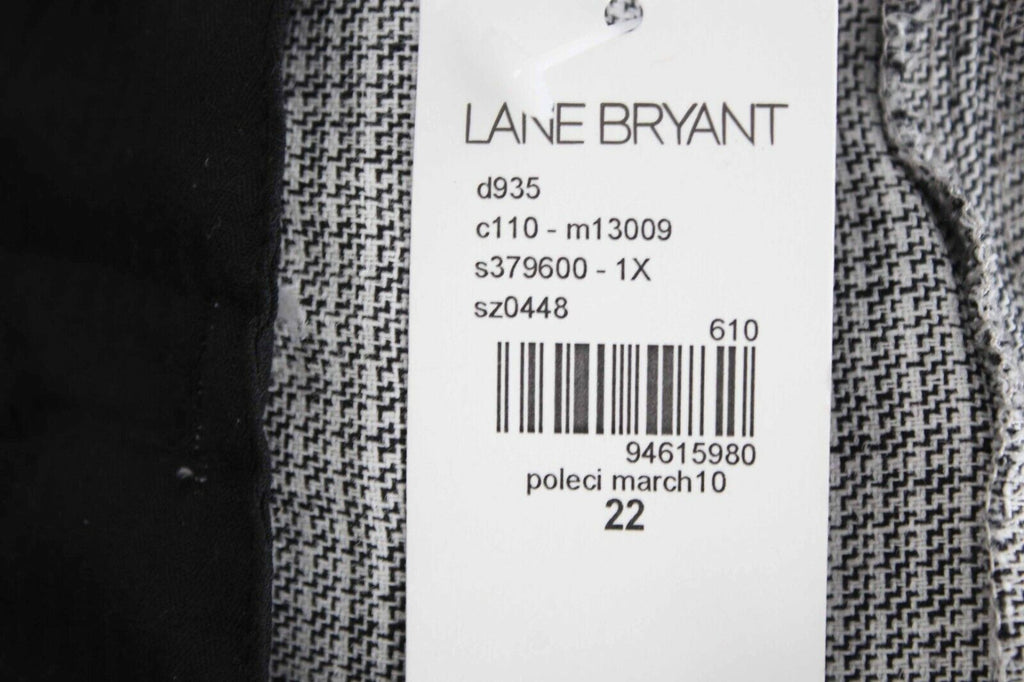 LANE BRYANT
d935
c110 - m13009
s379600 - 1X
sz0448
610
94615980
poleci march10
22